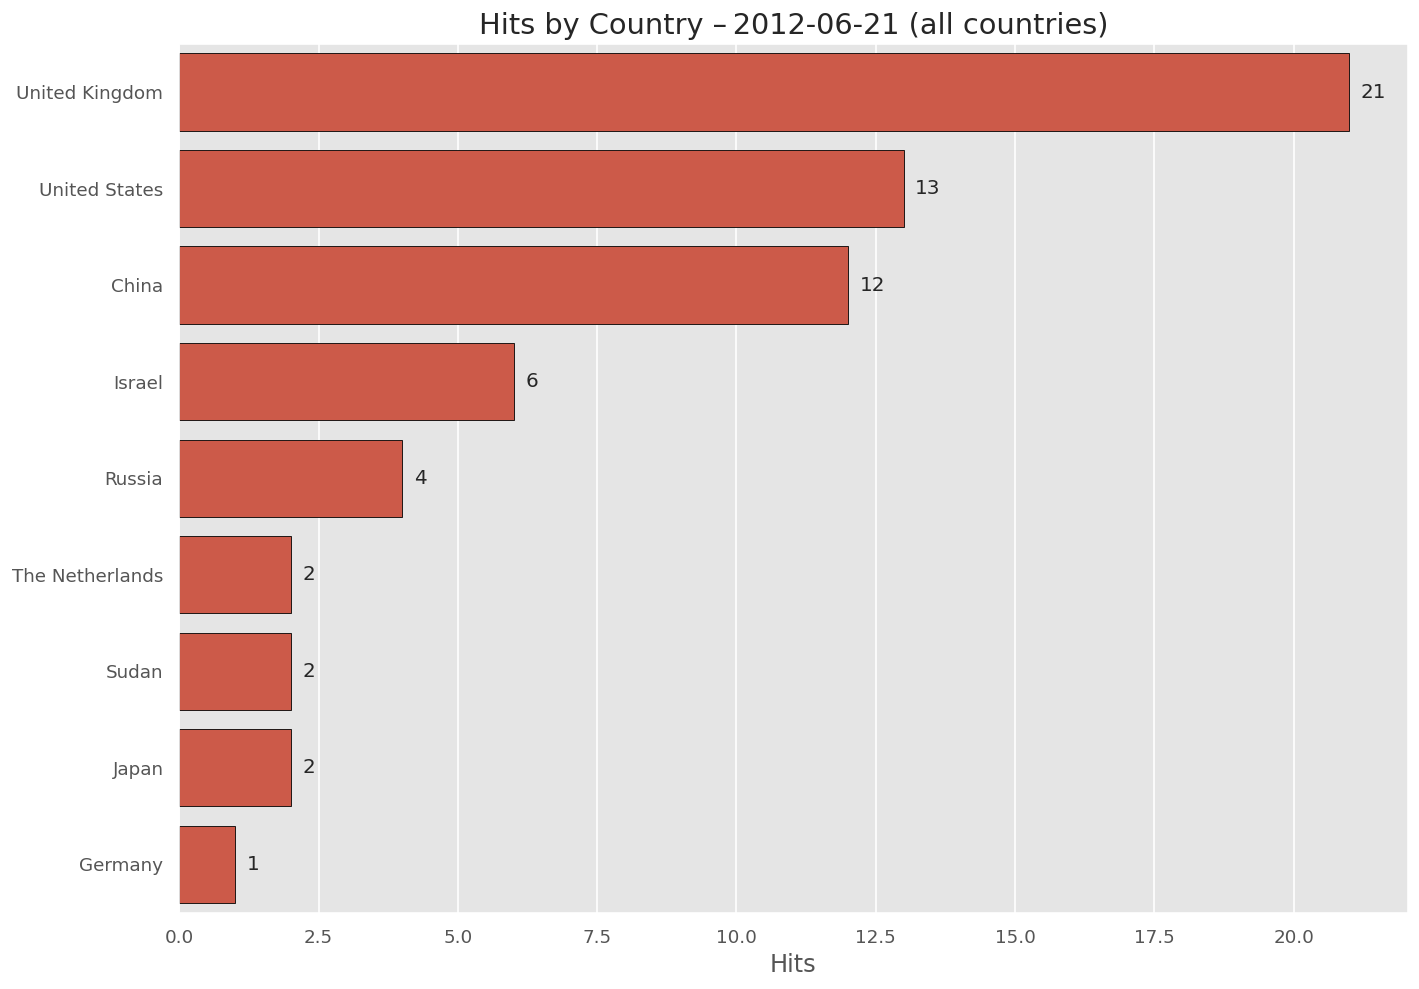 Hits by Country – 2012-06-21 (all countries)
United Kingdom 21
United States 13
China 12
Israel 6
Russia 4
The Netherlands 2
Sudan 2
Japan 2
Germany 1
0.0 2.5 5.0 7.5 10.0 12.5 15.0 17.5 20.0
Hits